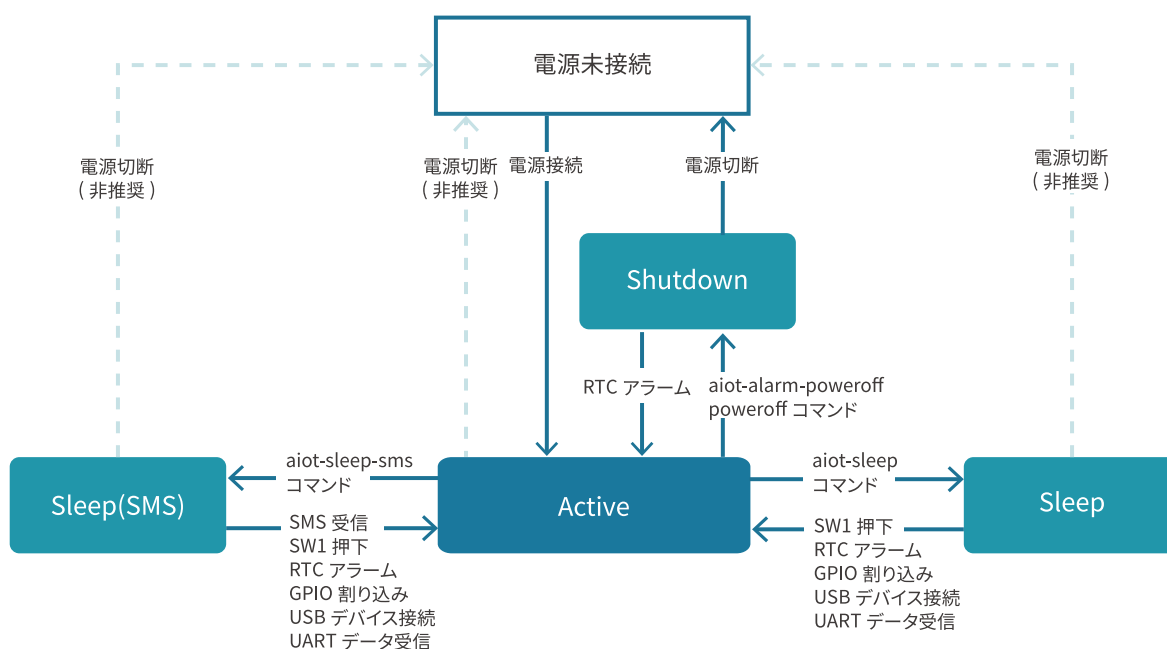 電源未接続
電源切断
( 非推奨 )
電源切断
( 非推奨 )
電源接続
電源切断
電源切断
( 非推奨 )
Shutdown
RTC アラーム
aiot-alarm-poweroff
poweroff コマンド
Sleep(SMS)
aiot-sleep-sms
コマンド
SMS 受信
SW1 押下
RTC アラーム
GPIO 割り込み
USB デバイス接続
UART データ受信
Active
aiot-sleep
コマンド
SW1 押下
RTC アラーム
GPIO 割り込み
USB デバイス接続
UART データ受信
Sleep